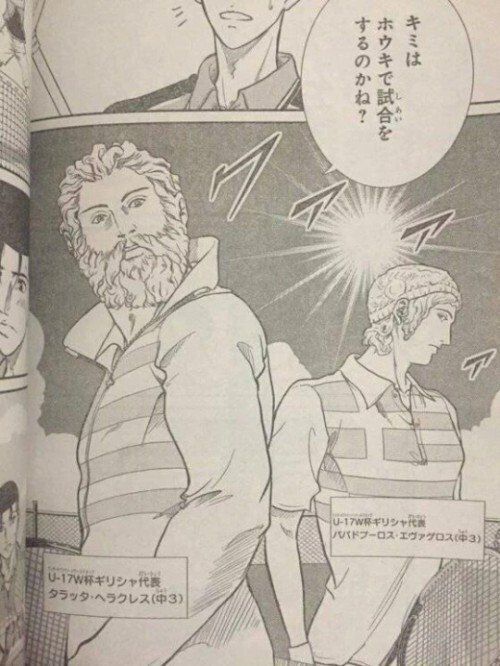 キミは
ホウキで試合を
するのかね?
ククク
U-17W杯ギリシャ代表
パパドプーロス・エヴァグロス(中3)
U-17W杯ギリシャ代表
タラッタ・ヘラクレス(中3)